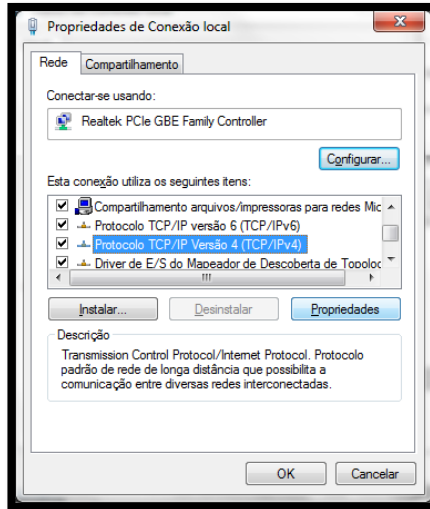 Propriedades de Conexão local
Rede Compartilhamento
Conectar-se usando:
Realtek PCIe GBE Family Controller
Configurar...
Esta conexão utiliza os seguintes itens:
Compartilhamento arquivos/impressoras para redes Mic
Protocolo TCP/IP versão 6 (TCP/IPv6)
Protocolo TCP/IP Versão 4 (TCP/IPv4)
Driver de E/S do Mapeador de Descoberta de Topoloc
Instalar... Desinstalar Propriedades
Descrição
Transmission Control Protocol/Internet Protocol. Protocolo
padrão de rede de longa distância que possibilita a
comunicação entre diversas redes interconectadas.
OK Cancelar